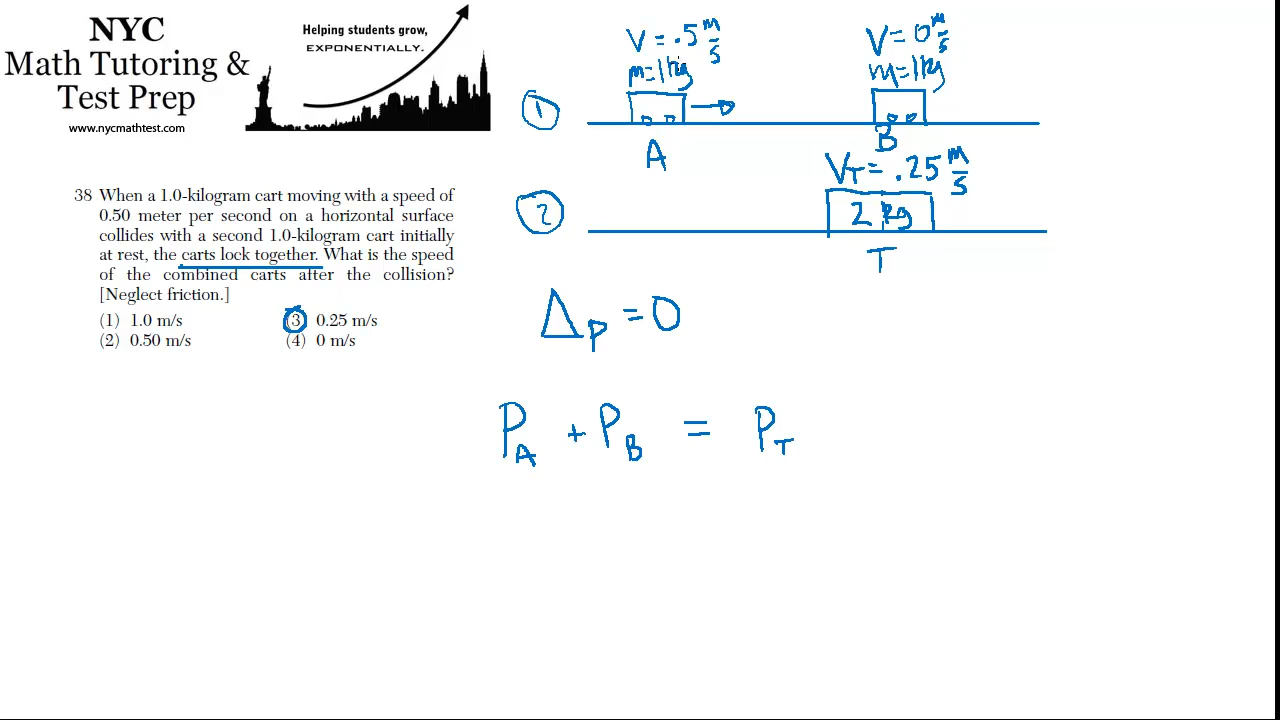 NYC
Math Tutoring &
Test Prep
www.nycmathtest.com
Helping students grow,
EXPONENTIALLY.
38 When a 1.0-kilogram cart moving with a speed of
0.50 meter per second on a horizontal surface
collides with a second 1.0-kilogram cart initially
at rest, the carts lock together. What is the speed
of the combined carts after the collision?
[Neglect friction.]
(1) 1.0 m/s (3) 0.25 m/s
(2) 0.50 m/s (4) 0 m/s
V = .5 m/s
m=1kg
V = 0 m/s
m=1kg
1
A
B
VT = .25 m/s
2
2 kg
T
Δp = 0
PA + PB = PT